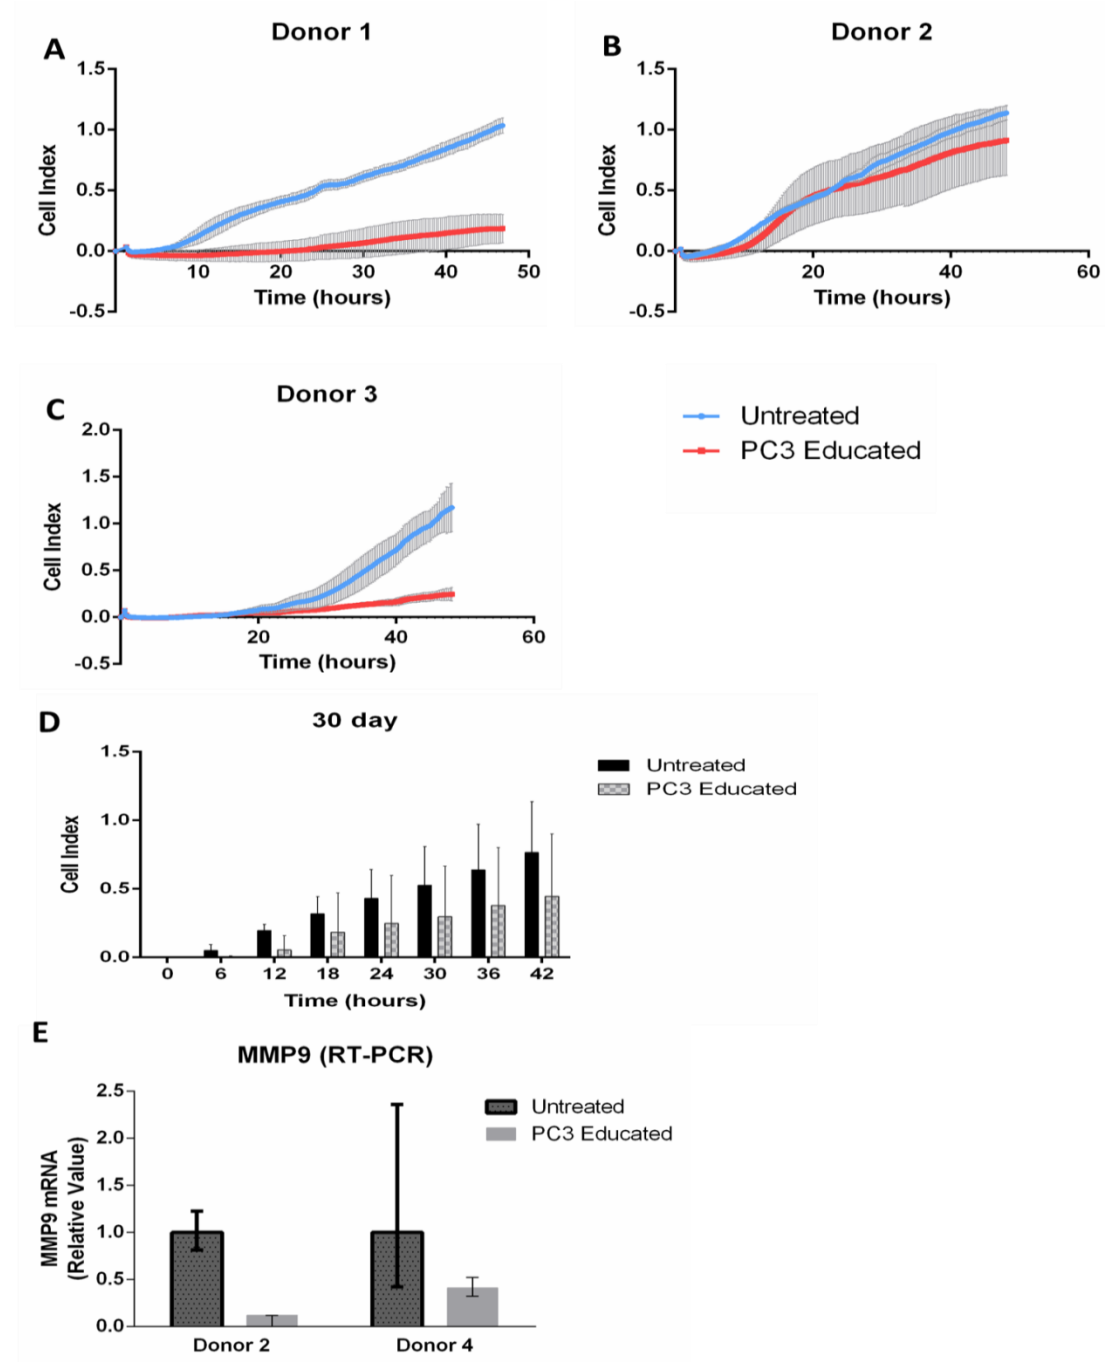 A
Donor 1
1.5
1.0
0.5
0.0
-0.5
Cell Index
10 20 30 40 50
Time (hours)
B
Donor 2
1.5
1.0
0.5
0.0
-0.5
Cell Index
20 40 60
Time (hours)
C
Donor 3
2.0
1.5
1.0
0.5
0.0
-0.5
Cell Index
20 40 60
Time (hours)
Untreated
PC3 Educated
D
30 day
1.5
1.0
0.5
0.0
Cell Index
0 6 12 18 24 30 36 42
Time (hours)
Untreated
PC3 Educated
E
MMP9 (RT-PCR)
2.5
2.0
1.5
1.0
0.5
0.0
MMP9 mRNA
(Relative Value)
Donor 2 Donor 4
Untreated
PC3 Educated